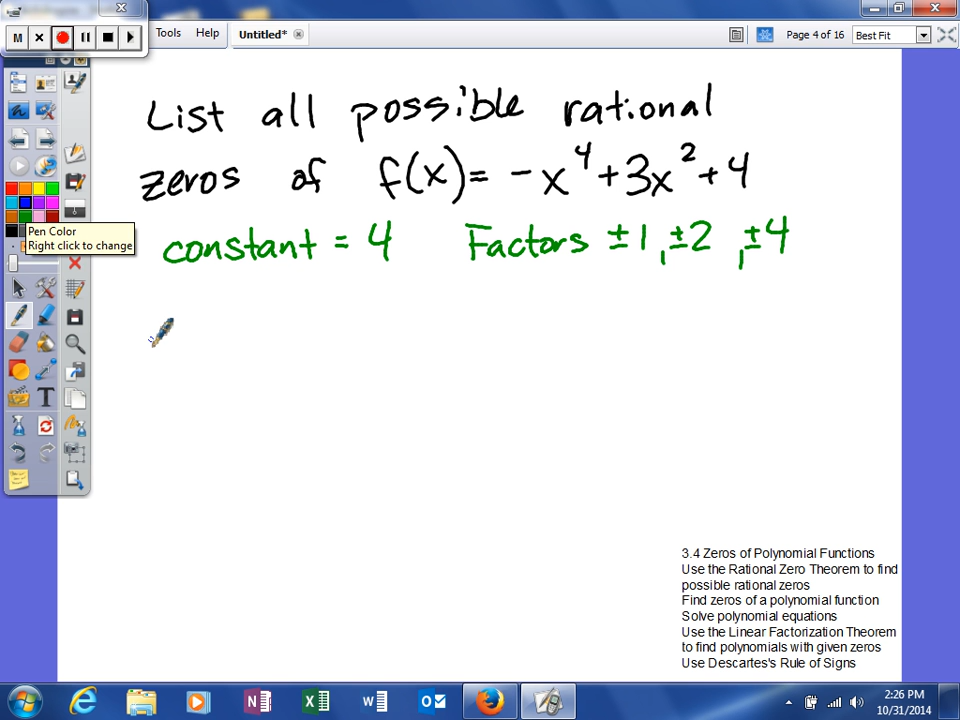 M
Tools Help Untitled* Page 4 of 16 Best Fit
List all possible rational
zeros of f(x) = -x⁴+3x²+4
Pen Color
Right click to change
constant = 4 Factors ±1, ±2, ±4
T
3.4 Zeros of Polynomial Functions
Use the Rational Zero Theorem to find
possible rational zeros
Find zeros of a polynomial function
Solve polynomial equations
Use the Linear Factorization Theorem
to find polynomials with given zeros
Use Descartes's Rule of Signs
2:26 PM
10/31/2014